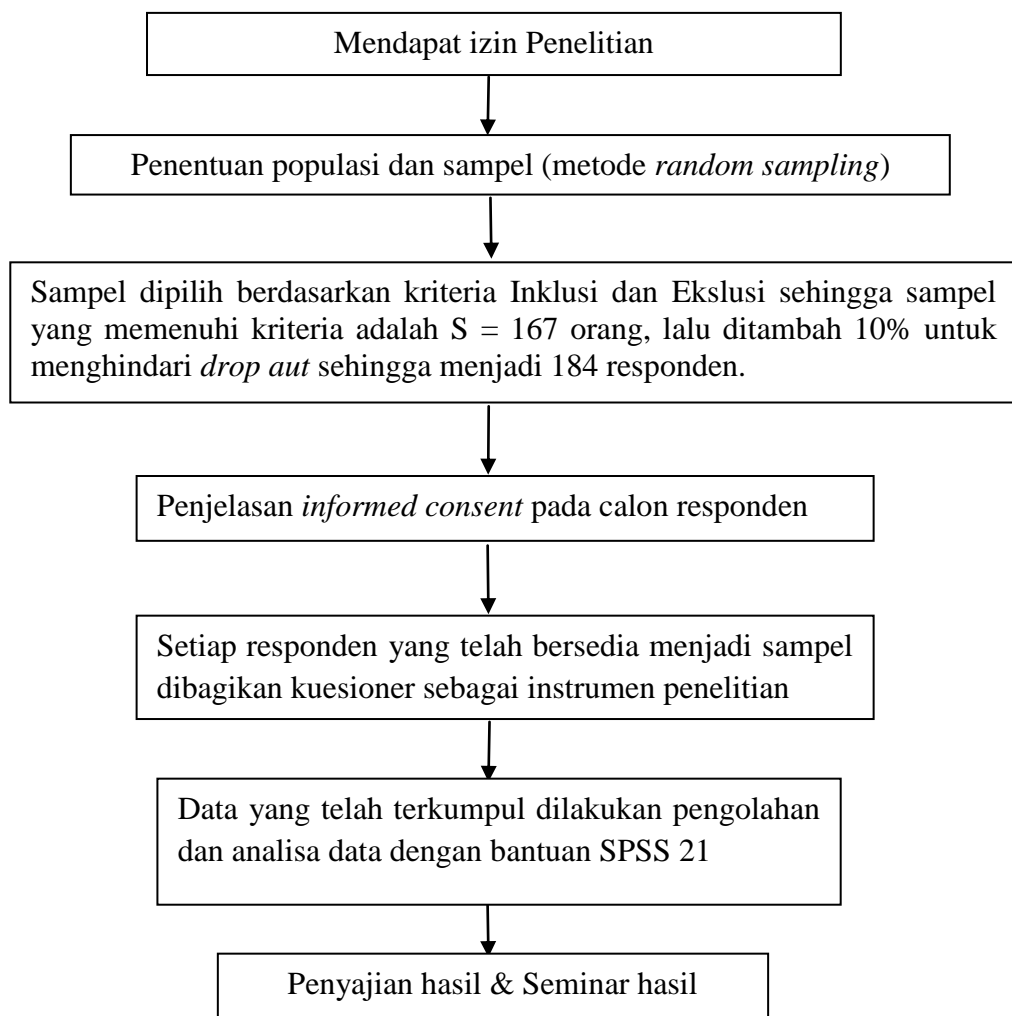 Mendapat izin Penelitian
Penentuan populasi dan sampel (metode random sampling)
Sampel dipilih berdasarkan kriteria Inklusi dan Ekslusi sehingga sampel
yang memenuhi kriteria adalah S = 167 orang, lalu ditambah 10% untuk
menghindari drop aut sehingga menjadi 184 responden.
Penjelasan informed consent pada calon responden
Setiap responden yang telah bersedia menjadi sampel
dibagikan kuesioner sebagai instrumen penelitian
Data yang telah terkumpul dilakukan pengolahan
dan analisa data dengan bantuan SPSS 21
Penyajian hasil & Seminar hasil